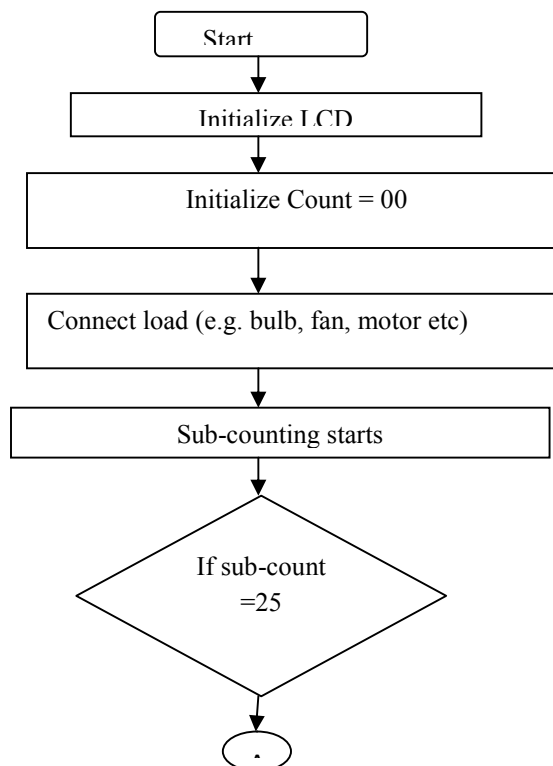 Start
Initialize LCD
Initialize Count = 00
Connect load (e.g. bulb, fan, motor etc)
Sub-counting starts
If sub-count
=25